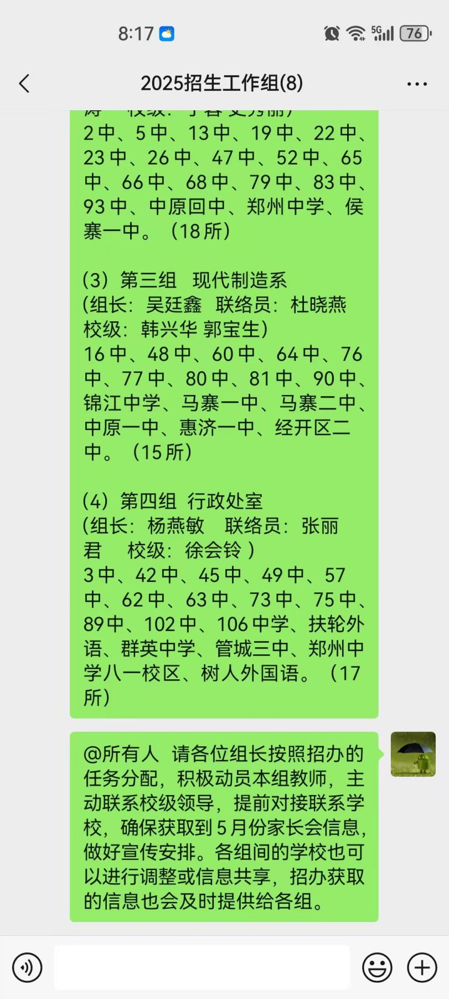 8:17
5G
76
2025招生工作组(8)
2中、5中、13中、19中、22中、
23中、26中、47中、52中、65
中、66中、68中、79中、83中、
93中、中原回中、郑州中学、侯
寨一中。（18所）
(3）第三组 现代制造系
(组长：吴廷鑫 联络员：杜晓燕
校级：韩兴华 郭宝生)
16中、48中、60中、64中、76
中、77中、80中、81中、90中、
锦江中学、马寨一中、马寨二中、
中原一中、惠济一中、经开区二
中。（15所）
(4）第四组 行政处室
(组长：杨燕敏 联络员：张丽
君 校级：徐会铃 )
3中、42中、45中、49中、57
中、62中、63中、73中、75中、
89中、102中、106中学、扶轮外
语、群英中学、管城三中、郑州中
学八一校区、树人外国语。（17
所）
@所有人 请各位组长按照招办的
任务分配，积极动员本组教师，主
动联系校级领导，提前对接联系学
校，确保获取到5月份家长会信息，
做好宣传安排。各组间的学校也可
以进行调整或信息共享，招办获取
的信息也会及时提供给各组。